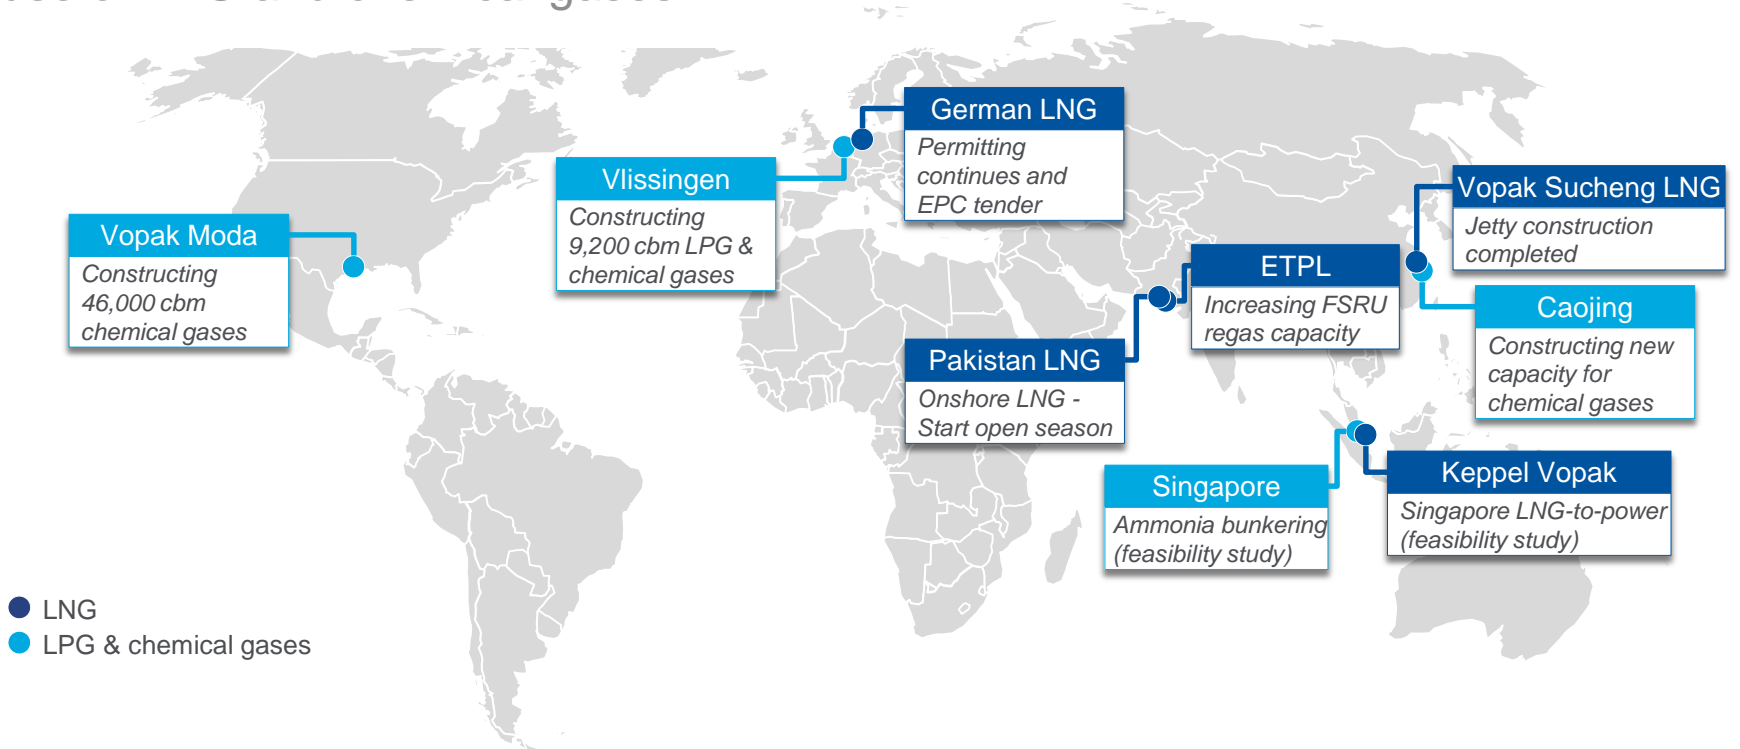 German LNG
Permitting
continues and
EPC tender
Vlissingen
Constructing
9,200 cbm LPG &
chemical gases
Vopak Sucheng LNG
Jetty construction
completed
Vopak Moda
Constructing
46,000 cbm
chemical gases
ETPL
Increasing FSRU
regas capacity
Caojing
Constructing new
capacity for
chemical gases
Pakistan LNG
Onshore LNG -
Start open season
Singapore
Ammonia bunkering
(feasibility study)
Keppel Vopak
Singapore LNG-to-power
(feasibility study)
LNG
LPG & chemical gases